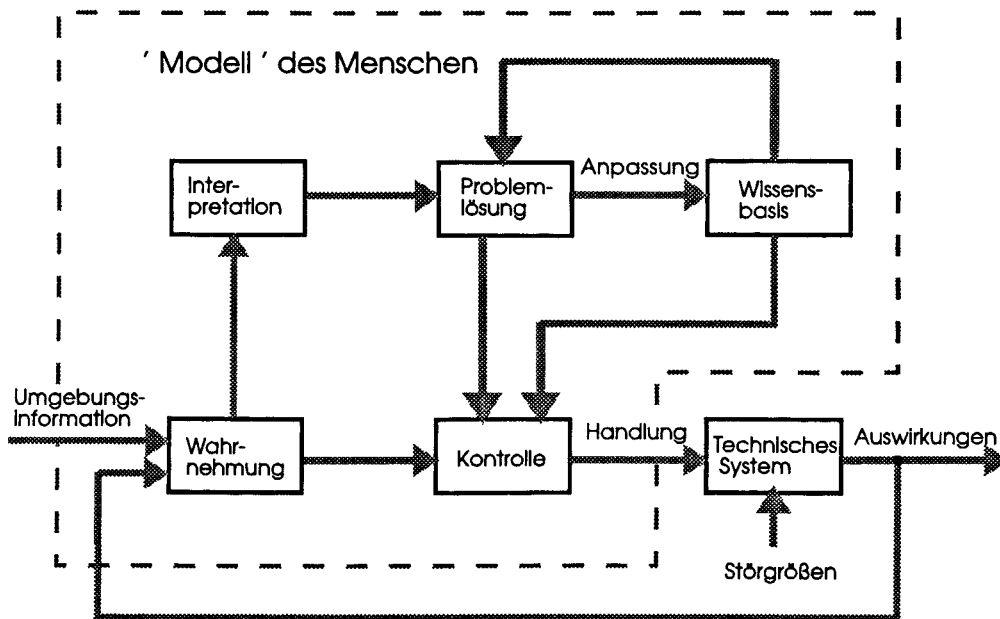 ' Modell ' des Menschen
Inter-
pretation
Problem-
lösung
Anpassung
Wissens-
basis
Umgebungs-
information
Wahr-
nehmung
Kontrolle
Handlung
Technisches
System
Auswirkungen
Störgrößen